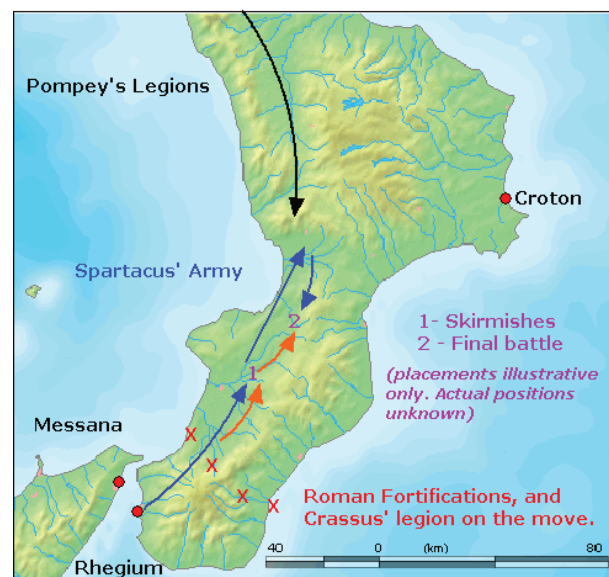 Pompey's Legions
Croton
Spartacus' Army
2
1- Skirmishes
2 - Final battle
1
(placements illustrative
only. Actual positions
unknown)
Messana
X
X
X
X
Roman Fortifications, and
Crassus' legion on the move.
Rhegium
40 0 (km) 80